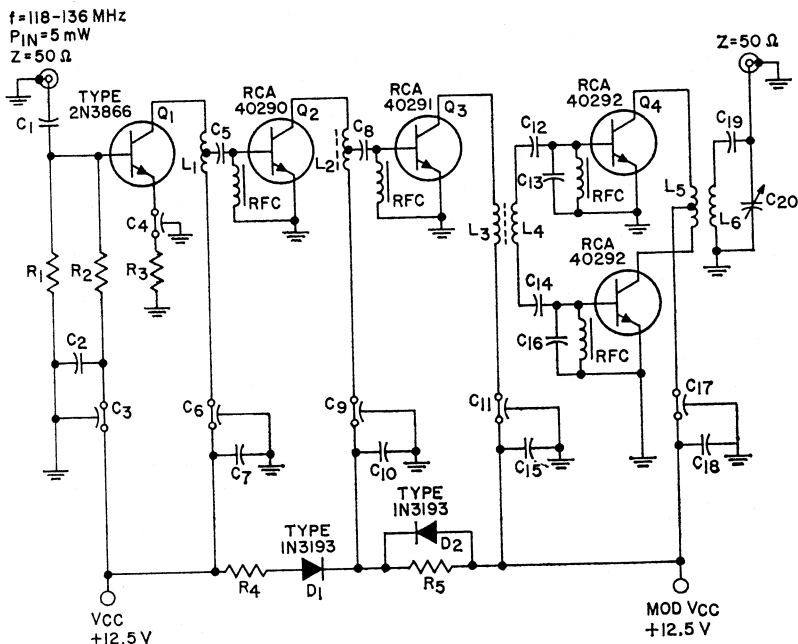 f=118-136 MHz
PIN=5 mW
Z=50 Ω
Z=50 Ω
TYPE
2N3866
Q1
RCA
40290
Q2
RCA
40291
Q3
RCA
40292
Q4
C1
C5
L1
RFC
L2
C8
RFC
C12
C13
RFC
L5
L6
C19
C20
C4
R1
R2
R3
L3
L4
RCA
40292
C14
C16
RFC
C2
C3
C6
C7
C9
C10
C11
C15
C17
C18
TYPE
1N3193
D1
TYPE
1N3193
D2
R4
R5
VCC
+12.5 V
MOD VCC
+12.5 V